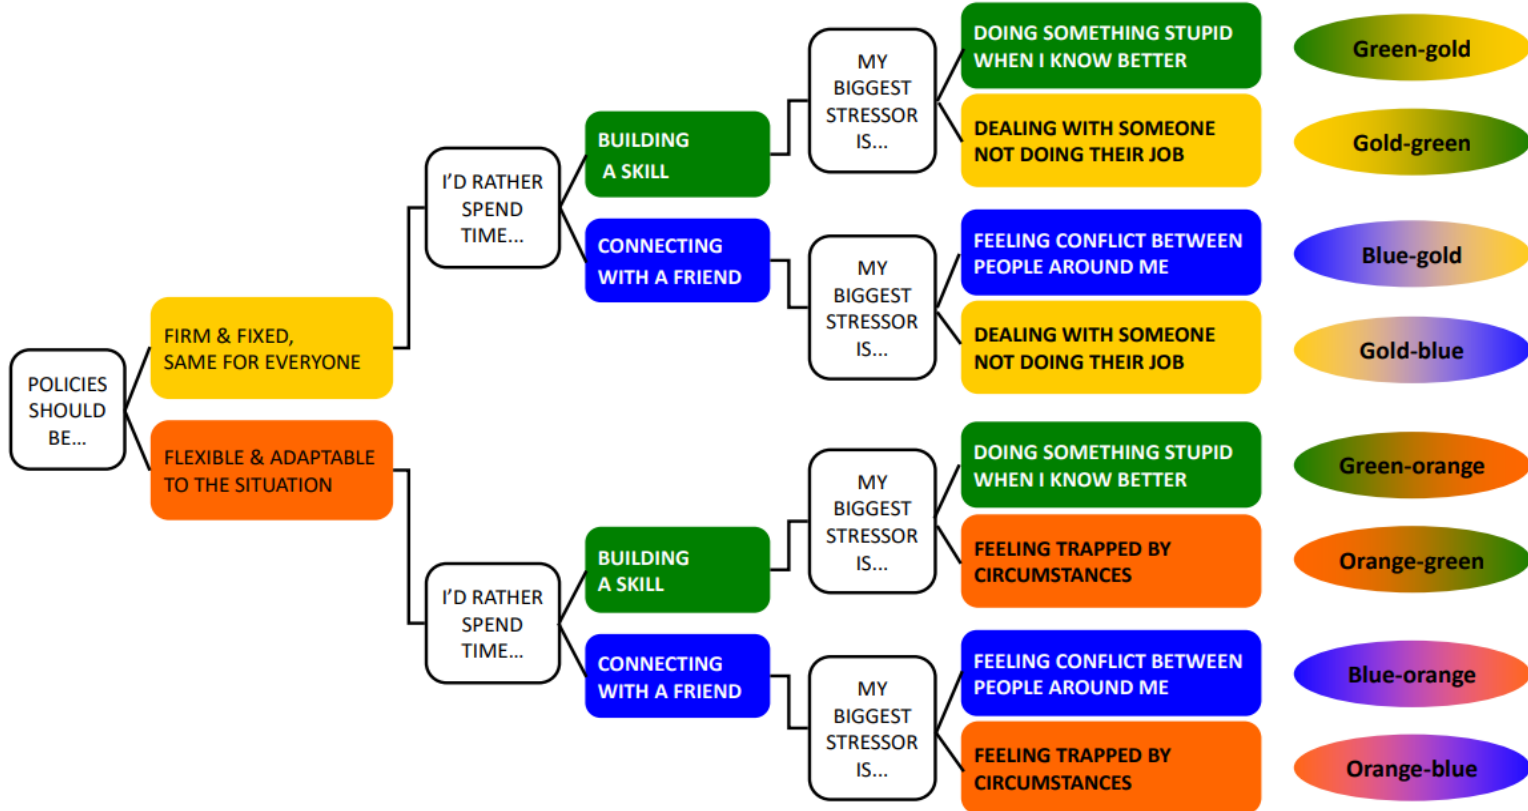 POLICIES
SHOULD
BE...
FIRM & FIXED,
SAME FOR EVERYONE
FLEXIBLE & ADAPTABLE
TO THE SITUATION
I’D RATHER
SPEND
TIME...
BUILDING
A SKILL
CONNECTING
WITH A FRIEND
MY
BIGGEST
STRESSOR
IS...
DOING SOMETHING STUPID
WHEN I KNOW BETTER
Green-gold
DEALING WITH SOMEONE
NOT DOING THEIR JOB
Gold-green
MY
BIGGEST
STRESSOR
IS...
FEELING CONFLICT BETWEEN
PEOPLE AROUND ME
Blue-gold
DEALING WITH SOMEONE
NOT DOING THEIR JOB
Gold-blue
I’D RATHER
SPEND
TIME...
BUILDING
A SKILL
CONNECTING
WITH A FRIEND
MY
BIGGEST
STRESSOR
IS...
DOING SOMETHING STUPID
WHEN I KNOW BETTER
Green-orange
FEELING TRAPPED BY
CIRCUMSTANCES
Orange-green
MY
BIGGEST
STRESSOR
IS...
FEELING CONFLICT BETWEEN
PEOPLE AROUND ME
Blue-orange
FEELING TRAPPED BY
CIRCUMSTANCES
Orange-blue